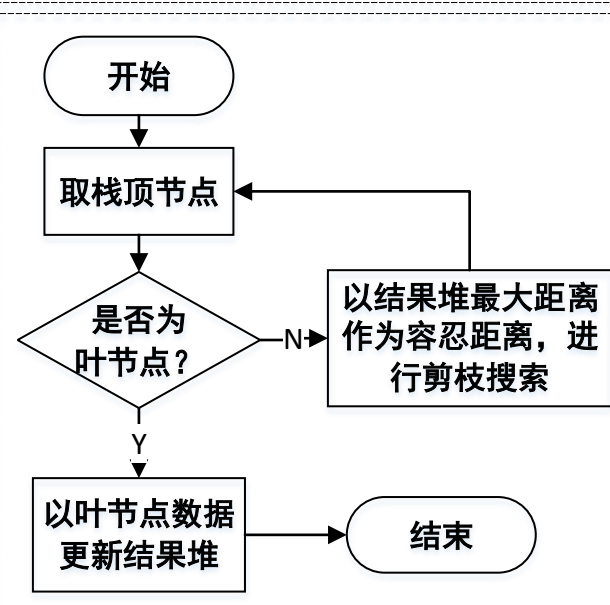 开始
取栈顶节点
是否为
叶节点？
N
以结果堆最大距离
作为容忍距离，进
行剪枝搜索
Y
以叶节点数据
更新结果堆
结束